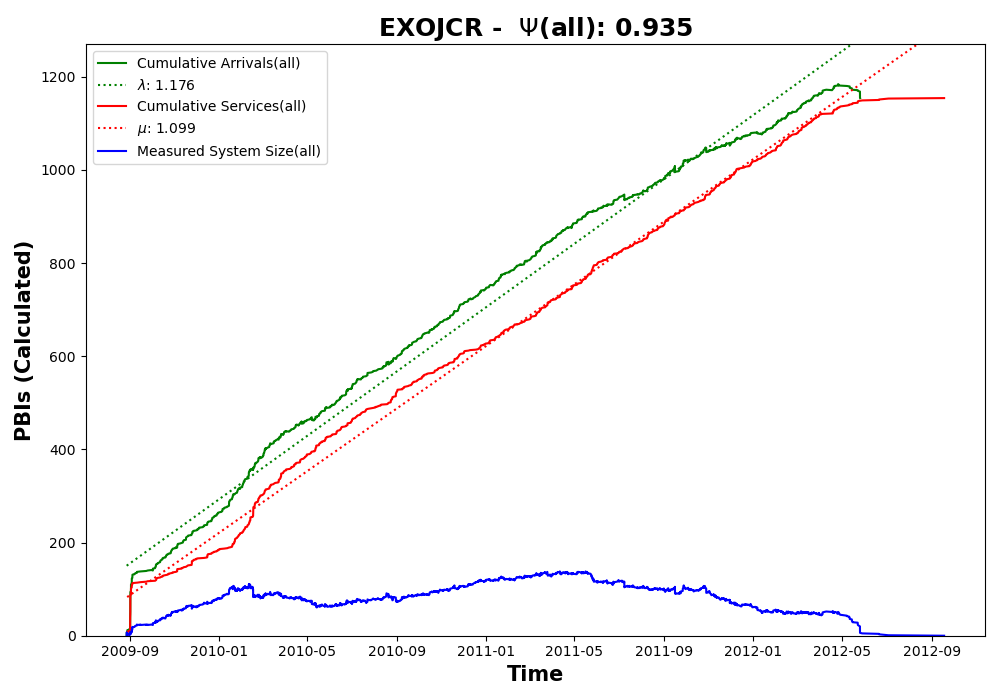 EXOJCR - Ψ(all): 0.935
Cumulative Arrivals(all)
λ: 1.176
Cumulative Services(all)
μ: 1.099
Measured System Size(all)
PBIs (Calculated)
1200
1000
800
600
400
200
0
2009-09 2010-01 2010-05 2010-09 2011-01 2011-05 2011-09 2012-01 2012-05 2012-09
Time